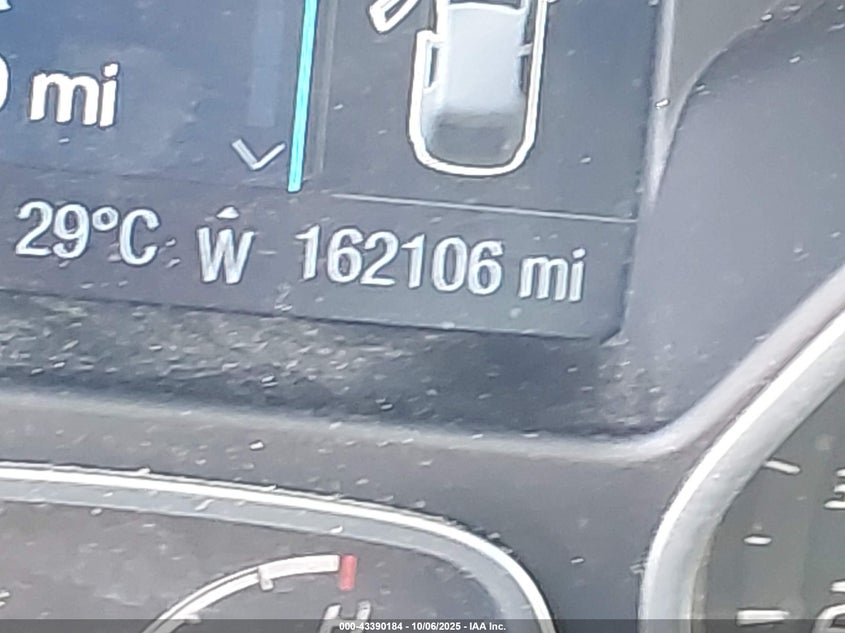 mi
29°C W 162106 mi
H
000-43390184 - 10/06/2025 - IAA Inc.